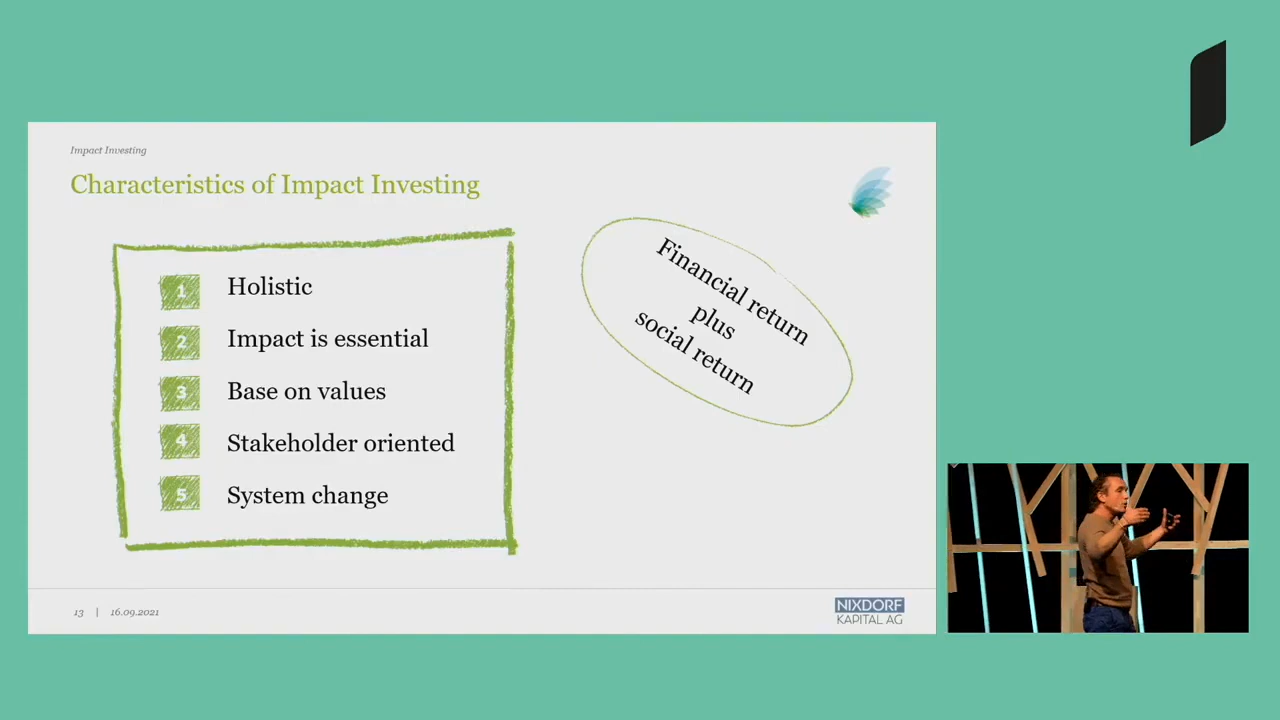 Impact Investing
Characteristics of Impact Investing
1 Holistic
2 Impact is essential
3 Base on values
4 Stakeholder oriented
5 System change
Financial return
plus
social return
13 | 16.09.2021
NIXDORF
KAPITAL AG